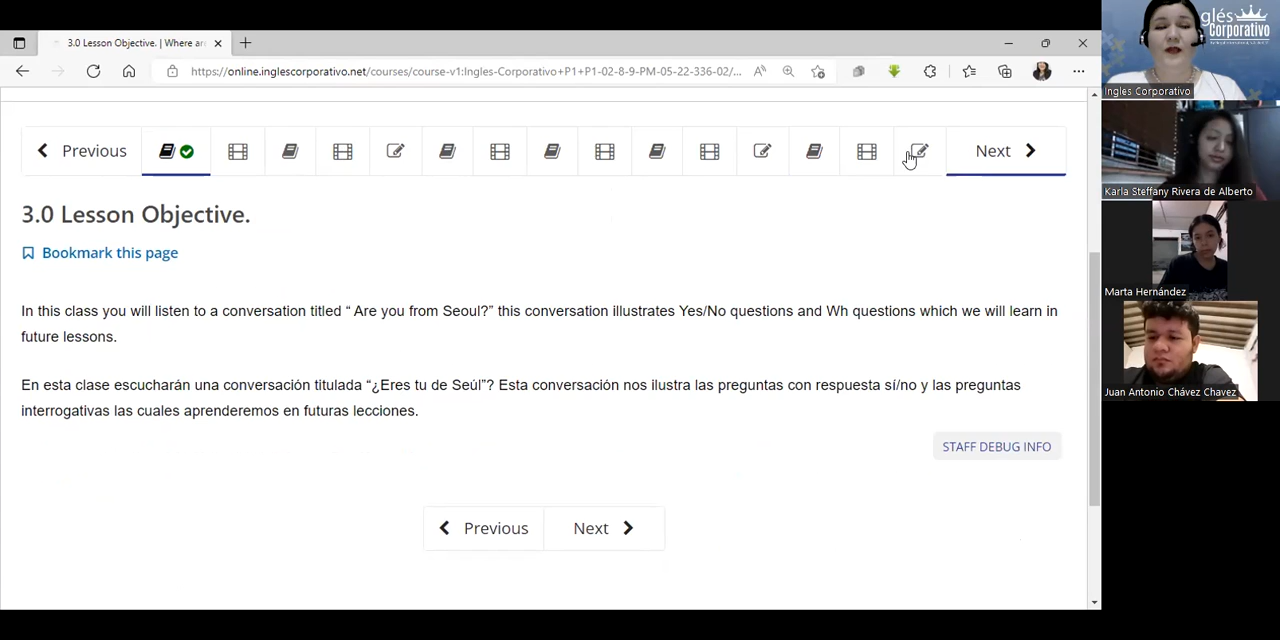 3.0 Lesson Objective. | Where are
https://online.inglescorporativo.net/courses/course-v1:Ingles-Corporativo+P1+P1-02-8-9-PM-05-22-336-02/...
Previous
Next
3.0 Lesson Objective.
Bookmark this page
In this class you will listen to a conversation titled “ Are you from Seoul?” this conversation illustrates Yes/No questions and Wh questions which we will learn in
future lessons.
En esta clase escucharán una conversación titulada “¿Eres tu de Seúl”? Esta conversación nos ilustra las preguntas con respuesta sí/no y las preguntas
interrogativas las cuales aprenderemos en futuras lecciones.
STAFF DEBUG INFO
Previous
Next
glés
Corporativo
Ingles Corporativo
Karla Steffany Rivera de Alberto
Marta Hernández
Juan Antonio Chávez Chavez